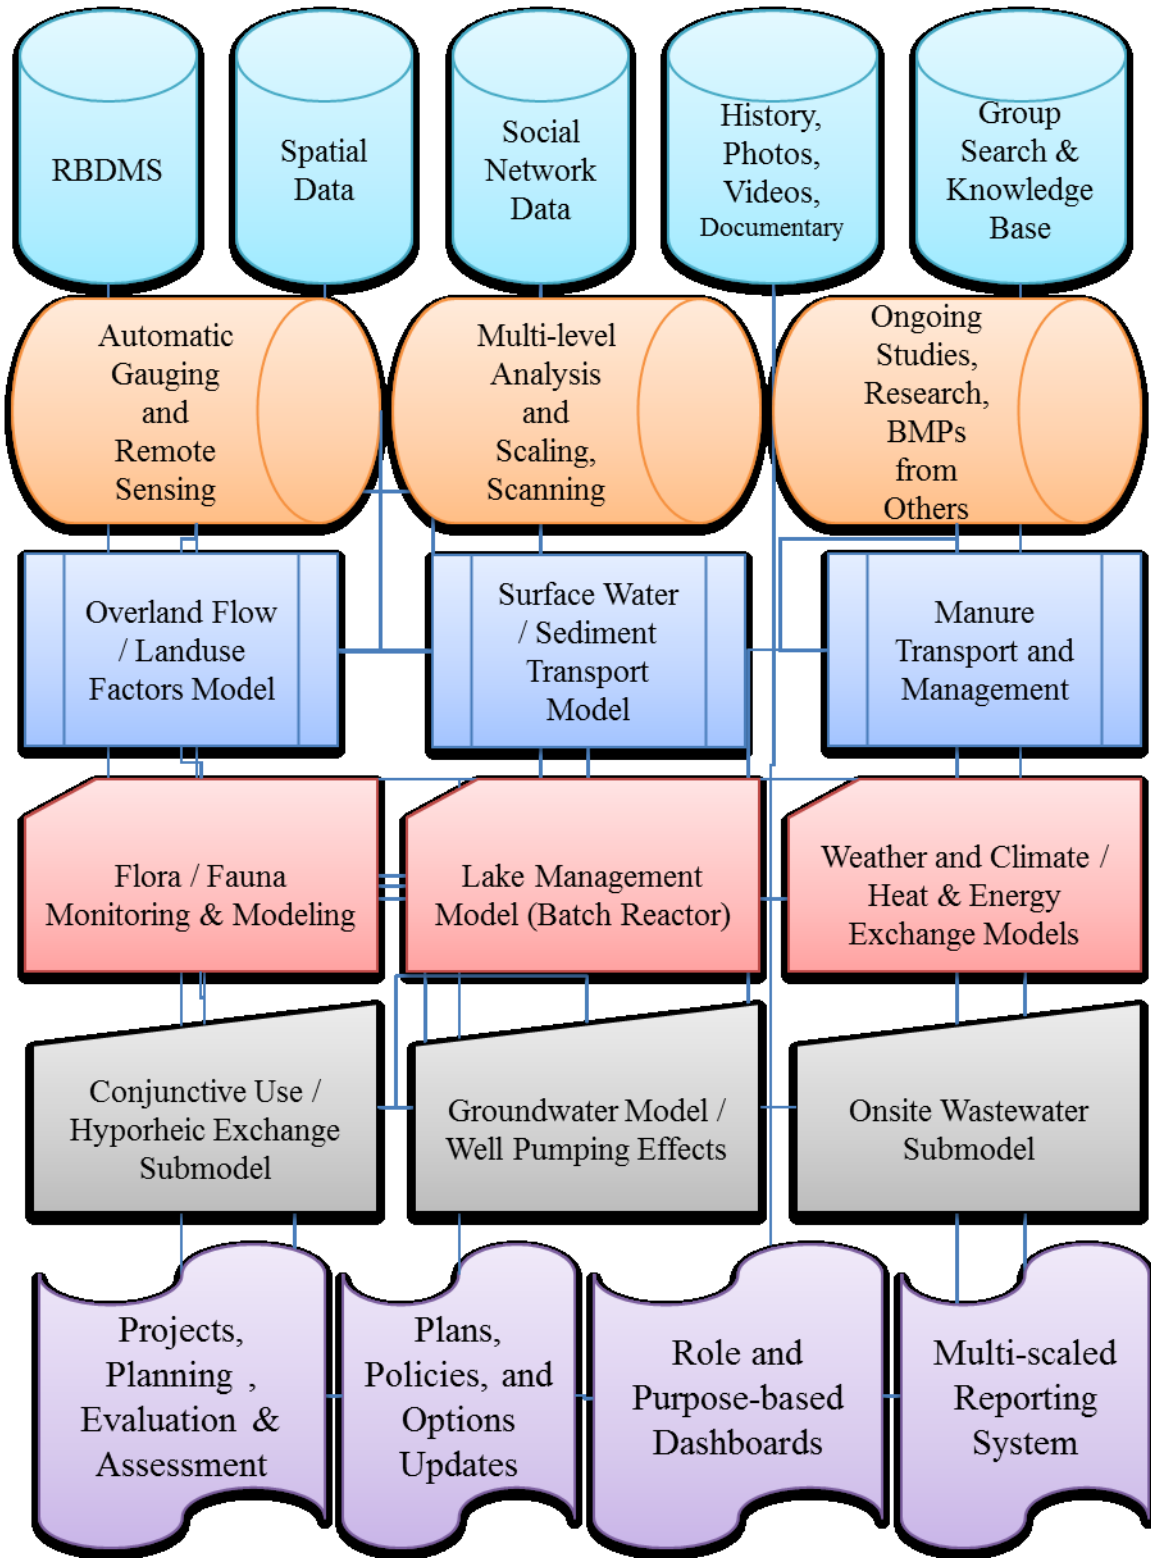 RBDMS
Spatial
Data
Social
Network
Data
History,
Photos,
Videos,
Documentary
Group
Search &
Knowledge
Base
Automatic
Gauging
and
Remote
Sensing
Multi-level
Analysis
and
Scaling,
Scanning
Ongoing
Studies,
Research,
BMPs
from
Others
Overland Flow
/ Landuse
Factors Model
Surface Water
/ Sediment
Transport
Model
Manure
Transport and
Management
Flora / Fauna
Monitoring & Modeling
Lake Management
Model (Batch Reactor)
Weather and Climate /
Heat & Energy
Exchange Models
Conjunctive Use /
Hyporheic Exchange
Submodel
Groundwater Model /
Well Pumping Effects
Onsite Wastewater
Submodel
Projects,
Planning ,
Evaluation &
Assessment
Plans,
Policies, and
Options
Updates
Role and
Purpose-based
Dashboards
Multi-scaled
Reporting
System